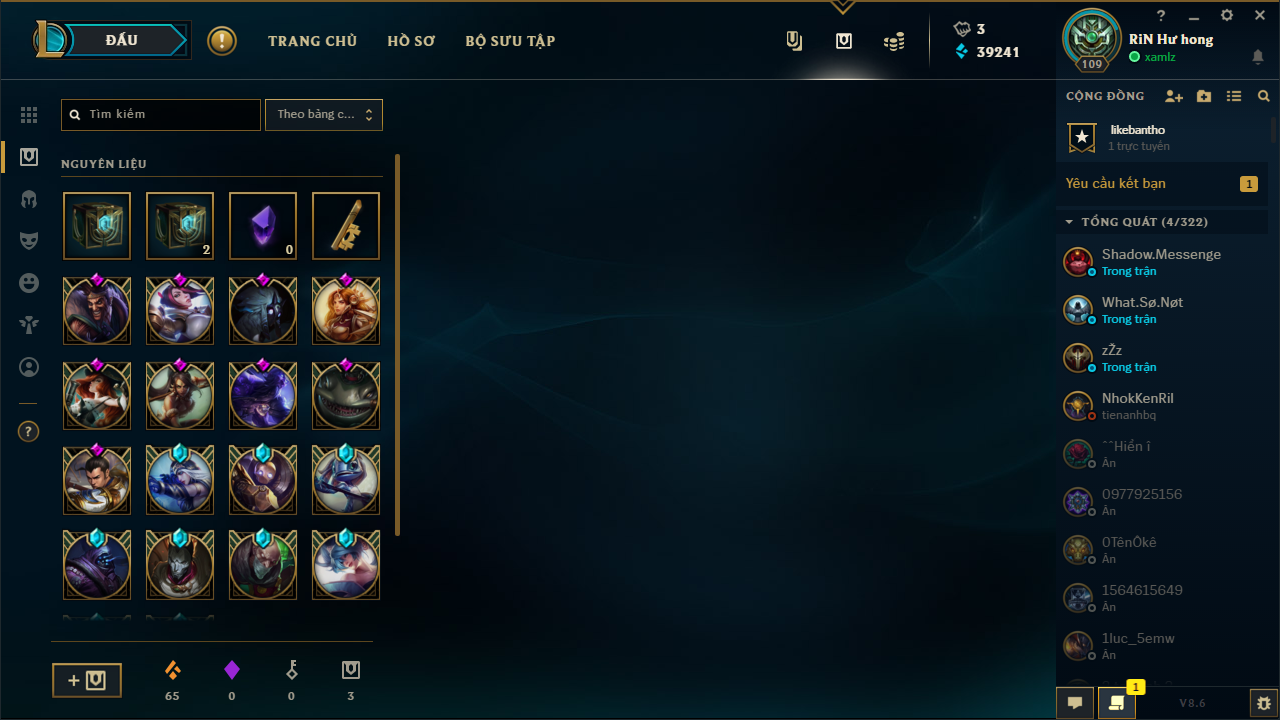 ĐẤU
TRANG CHỦ
HỒ SƠ
BỘ SƯU TẬP
3
39241
109
RiN Hư hong
xamlz
Tìm kiếm
Theo bảng c...
NGUYÊN LIỆU
2
0
65
0
0
3
CỘNG ĐỒNG
likebantho
1 trực tuyến
Yêu cầu kết bạn
1
TỔNG QUÁT (4/322)
Shadow.Messenge
Trong trận
What.Sø.Nøt
Trong trận
zŽz
Trong trận
NhokKenRil
tienanhbq
ˆˆHiển î
Ẩn
0977925156
Ẩn
0TênÔkê
Ẩn
1564615649
Ẩn
1luc_5emw
Ẩn
1
V8.6